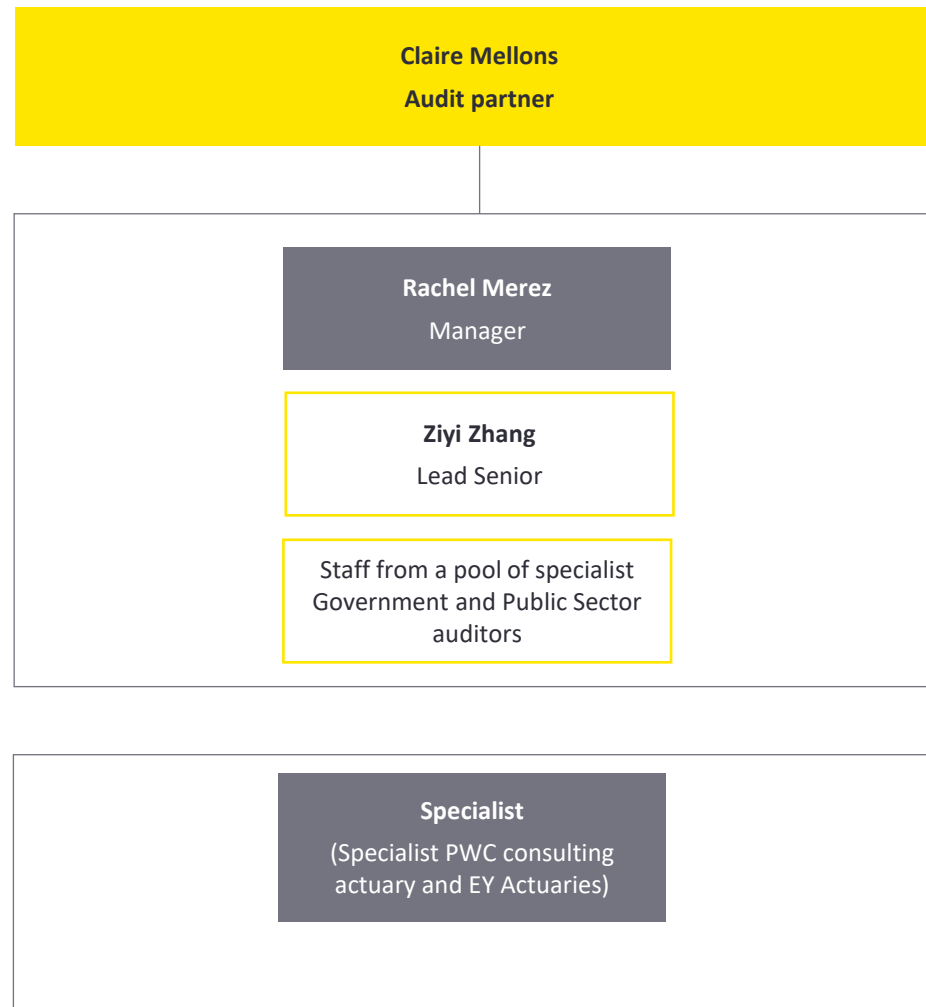 Claire Mellons
Audit partner
Rachel Merez
Manager
Ziyi Zhang
Lead Senior
Staff from a pool of specialist
Government and Public Sector
auditors
Specialist
(Specialist PWC consulting
actuary and EY Actuaries)